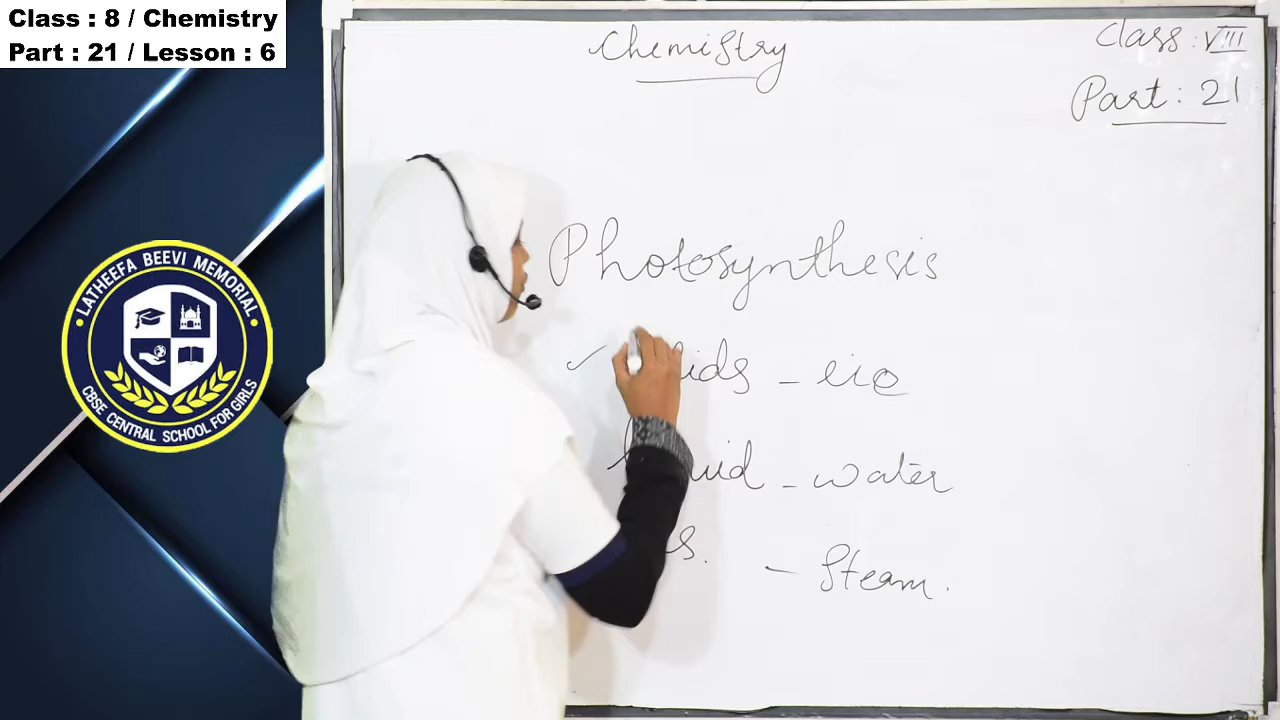 Class : 8 / Chemistry
Part : 21 / Lesson : 6
Chemistry
Class : VIII
Part : 21
LATHEEFA BEEVI MEMORIAL
CBSE CENTRAL SCHOOL FOR GIRLS
Photosynthesis
- water
- Steam.